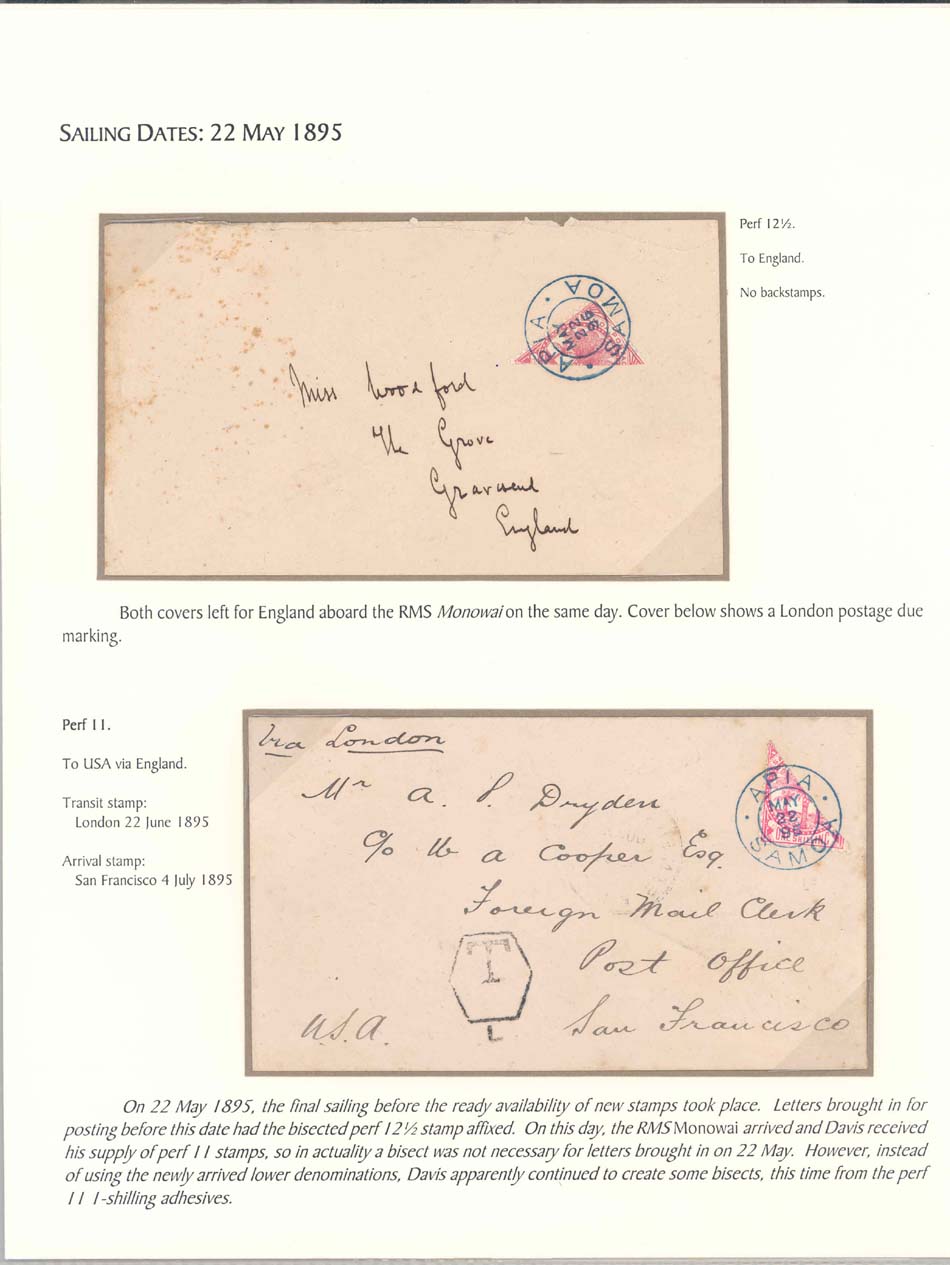 SAILING DATES: 22 MAY 1895
Perf 12½.
To England.
No backstamps.
APIA · SAMOA ·
MAY
22
95
Miss Woodford
The Grove
Gravesend
England
Both covers left for England aboard the RMS Monowai on the same day. Cover below shows a London postage due
marking.
Perf 11.
To USA via England.
Transit stamp:
London 22 June 1895
Arrival stamp:
San Francisco 4 July 1895
Via London
Mr A. P. Dryden
c/o W a Cooper Esq.
Foreign Mail Clerk
Post Office
San Francisco
U.S.A.
APIA
MAY
22
95
SAMOA
ONE SHILLING
T
L
On 22 May 1895, the final sailing before the ready availability of new stamps took place. Letters brought in for
posting before this date had the bisected perf 12½ stamp affixed. On this day, the RMS Monowai arrived and Davis received
his supply of perf 11 stamps, so in actuality a bisect was not necessary for letters brought in on 22 May. However, instead
of using the newly arrived lower denominations, Davis apparently continued to create some bisects, this time from the perf
11 1-shilling adhesives.